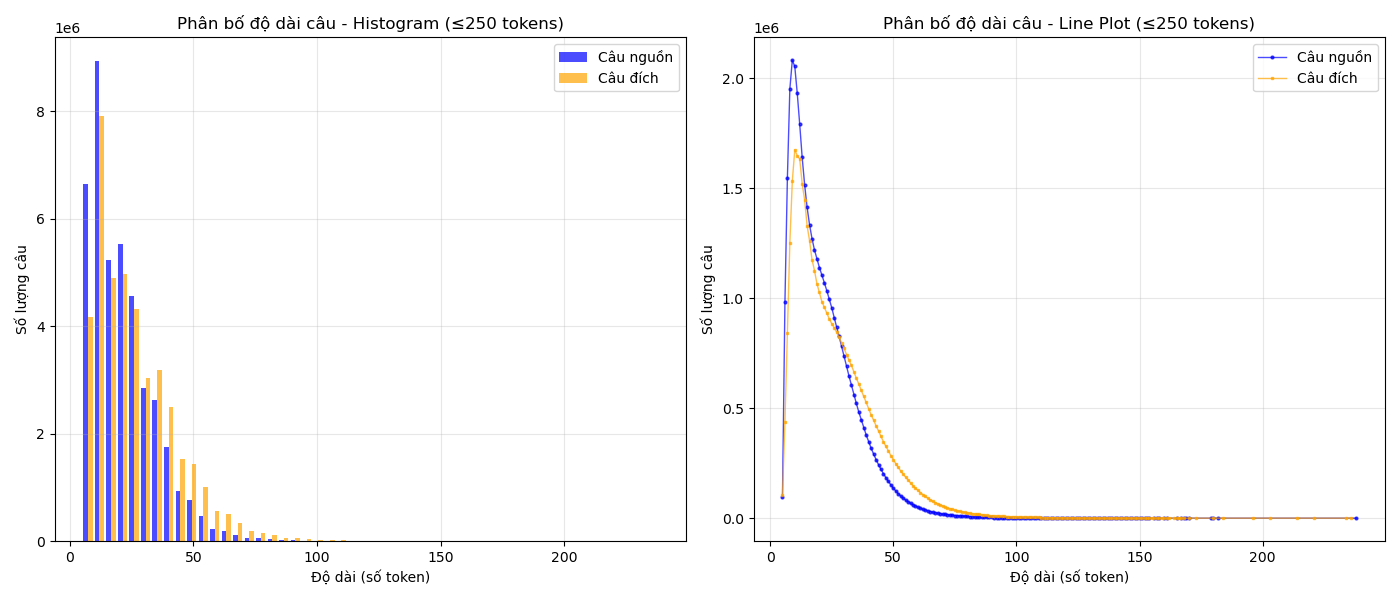 Phân bố độ dài câu - Histogram (≤250 tokens)
1e6
Câu nguồn
Câu đích
8
6
4
2
0
Số lượng câu
0 50 100 150 200
Độ dài (số token)
Phân bố độ dài câu - Line Plot (≤250 tokens)
1e6
Câu nguồn
Câu đích
2.0
1.5
1.0
0.5
0.0
Số lượng câu
0 50 100 150 200
Độ dài (số token)